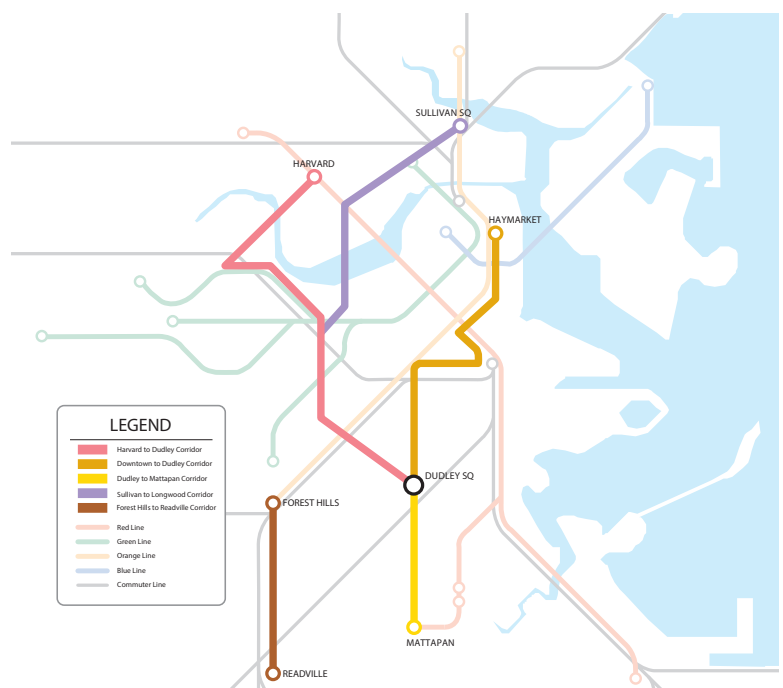 SULLIVAN SQ
HARVARD
HAYMARKET
DUDLEY SQ
FOREST HILLS
MATTAPAN
READVILLE
LEGEND
Harvard to Dudley Corridor
Downtown to Dudley Corridor
Dudley to Mattapan Corridor
Sullivan to Longwood Corridor
Forest Hills to Readville Corridor
Red Line
Green Line
Orange Line
Blue Line
Commuter Line